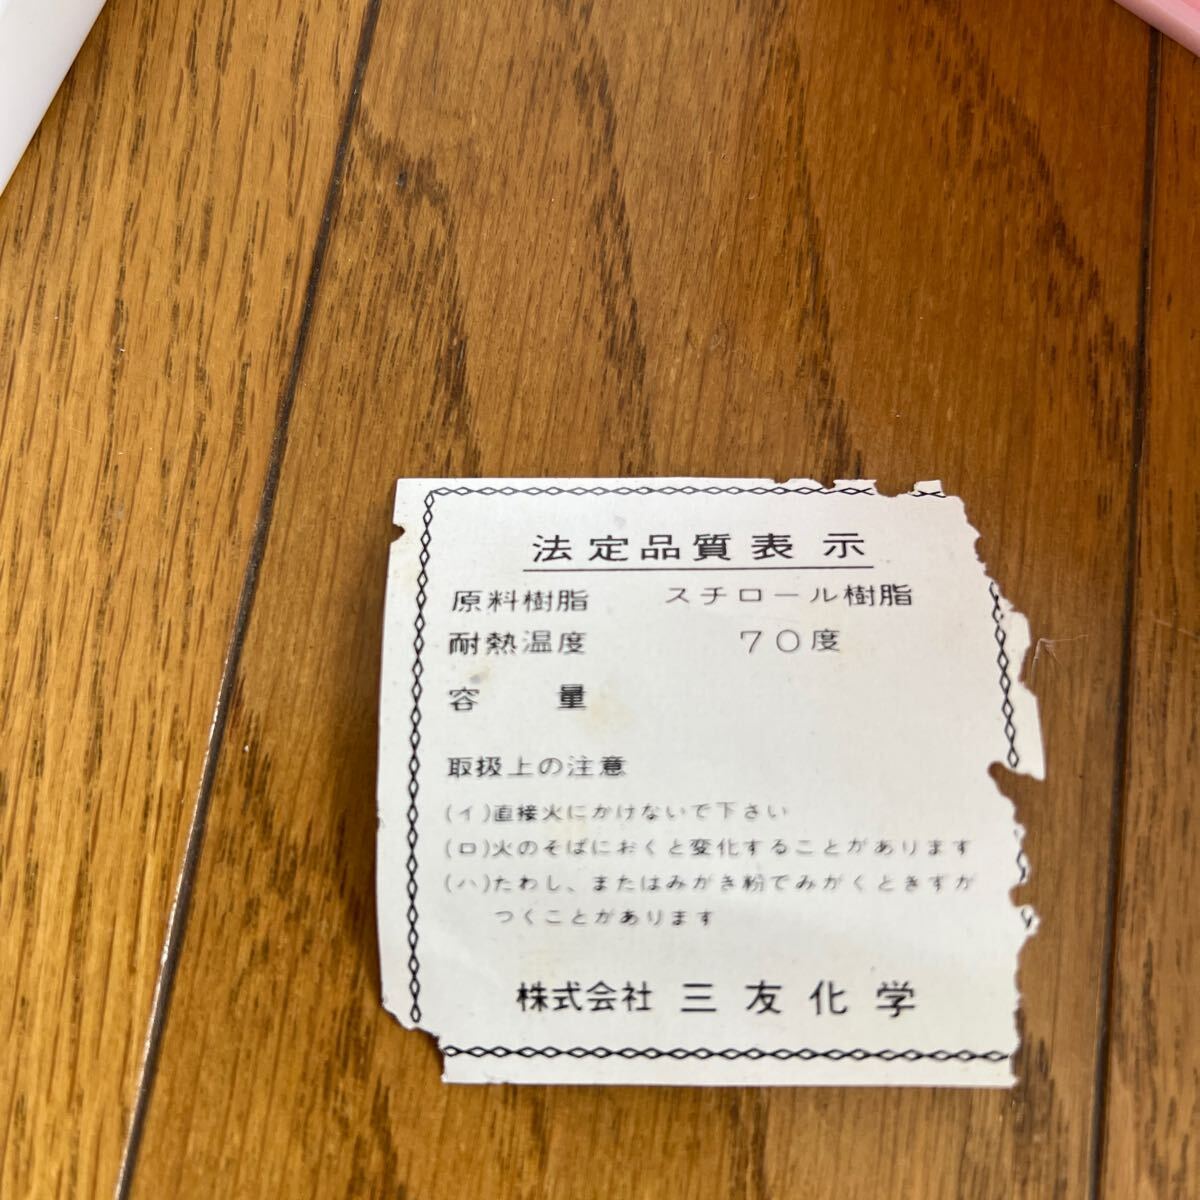 法定品質表示
原料樹脂 スチロール樹脂
耐熱温度 70度
容量
取扱上の注意
(イ)直接火にかけないで下さい
(ロ)火のそばにおくと変化することがあります
(ハ)たわし、またはみがき粉でみがくときずが
つくことがあります
株式会社 三友化学